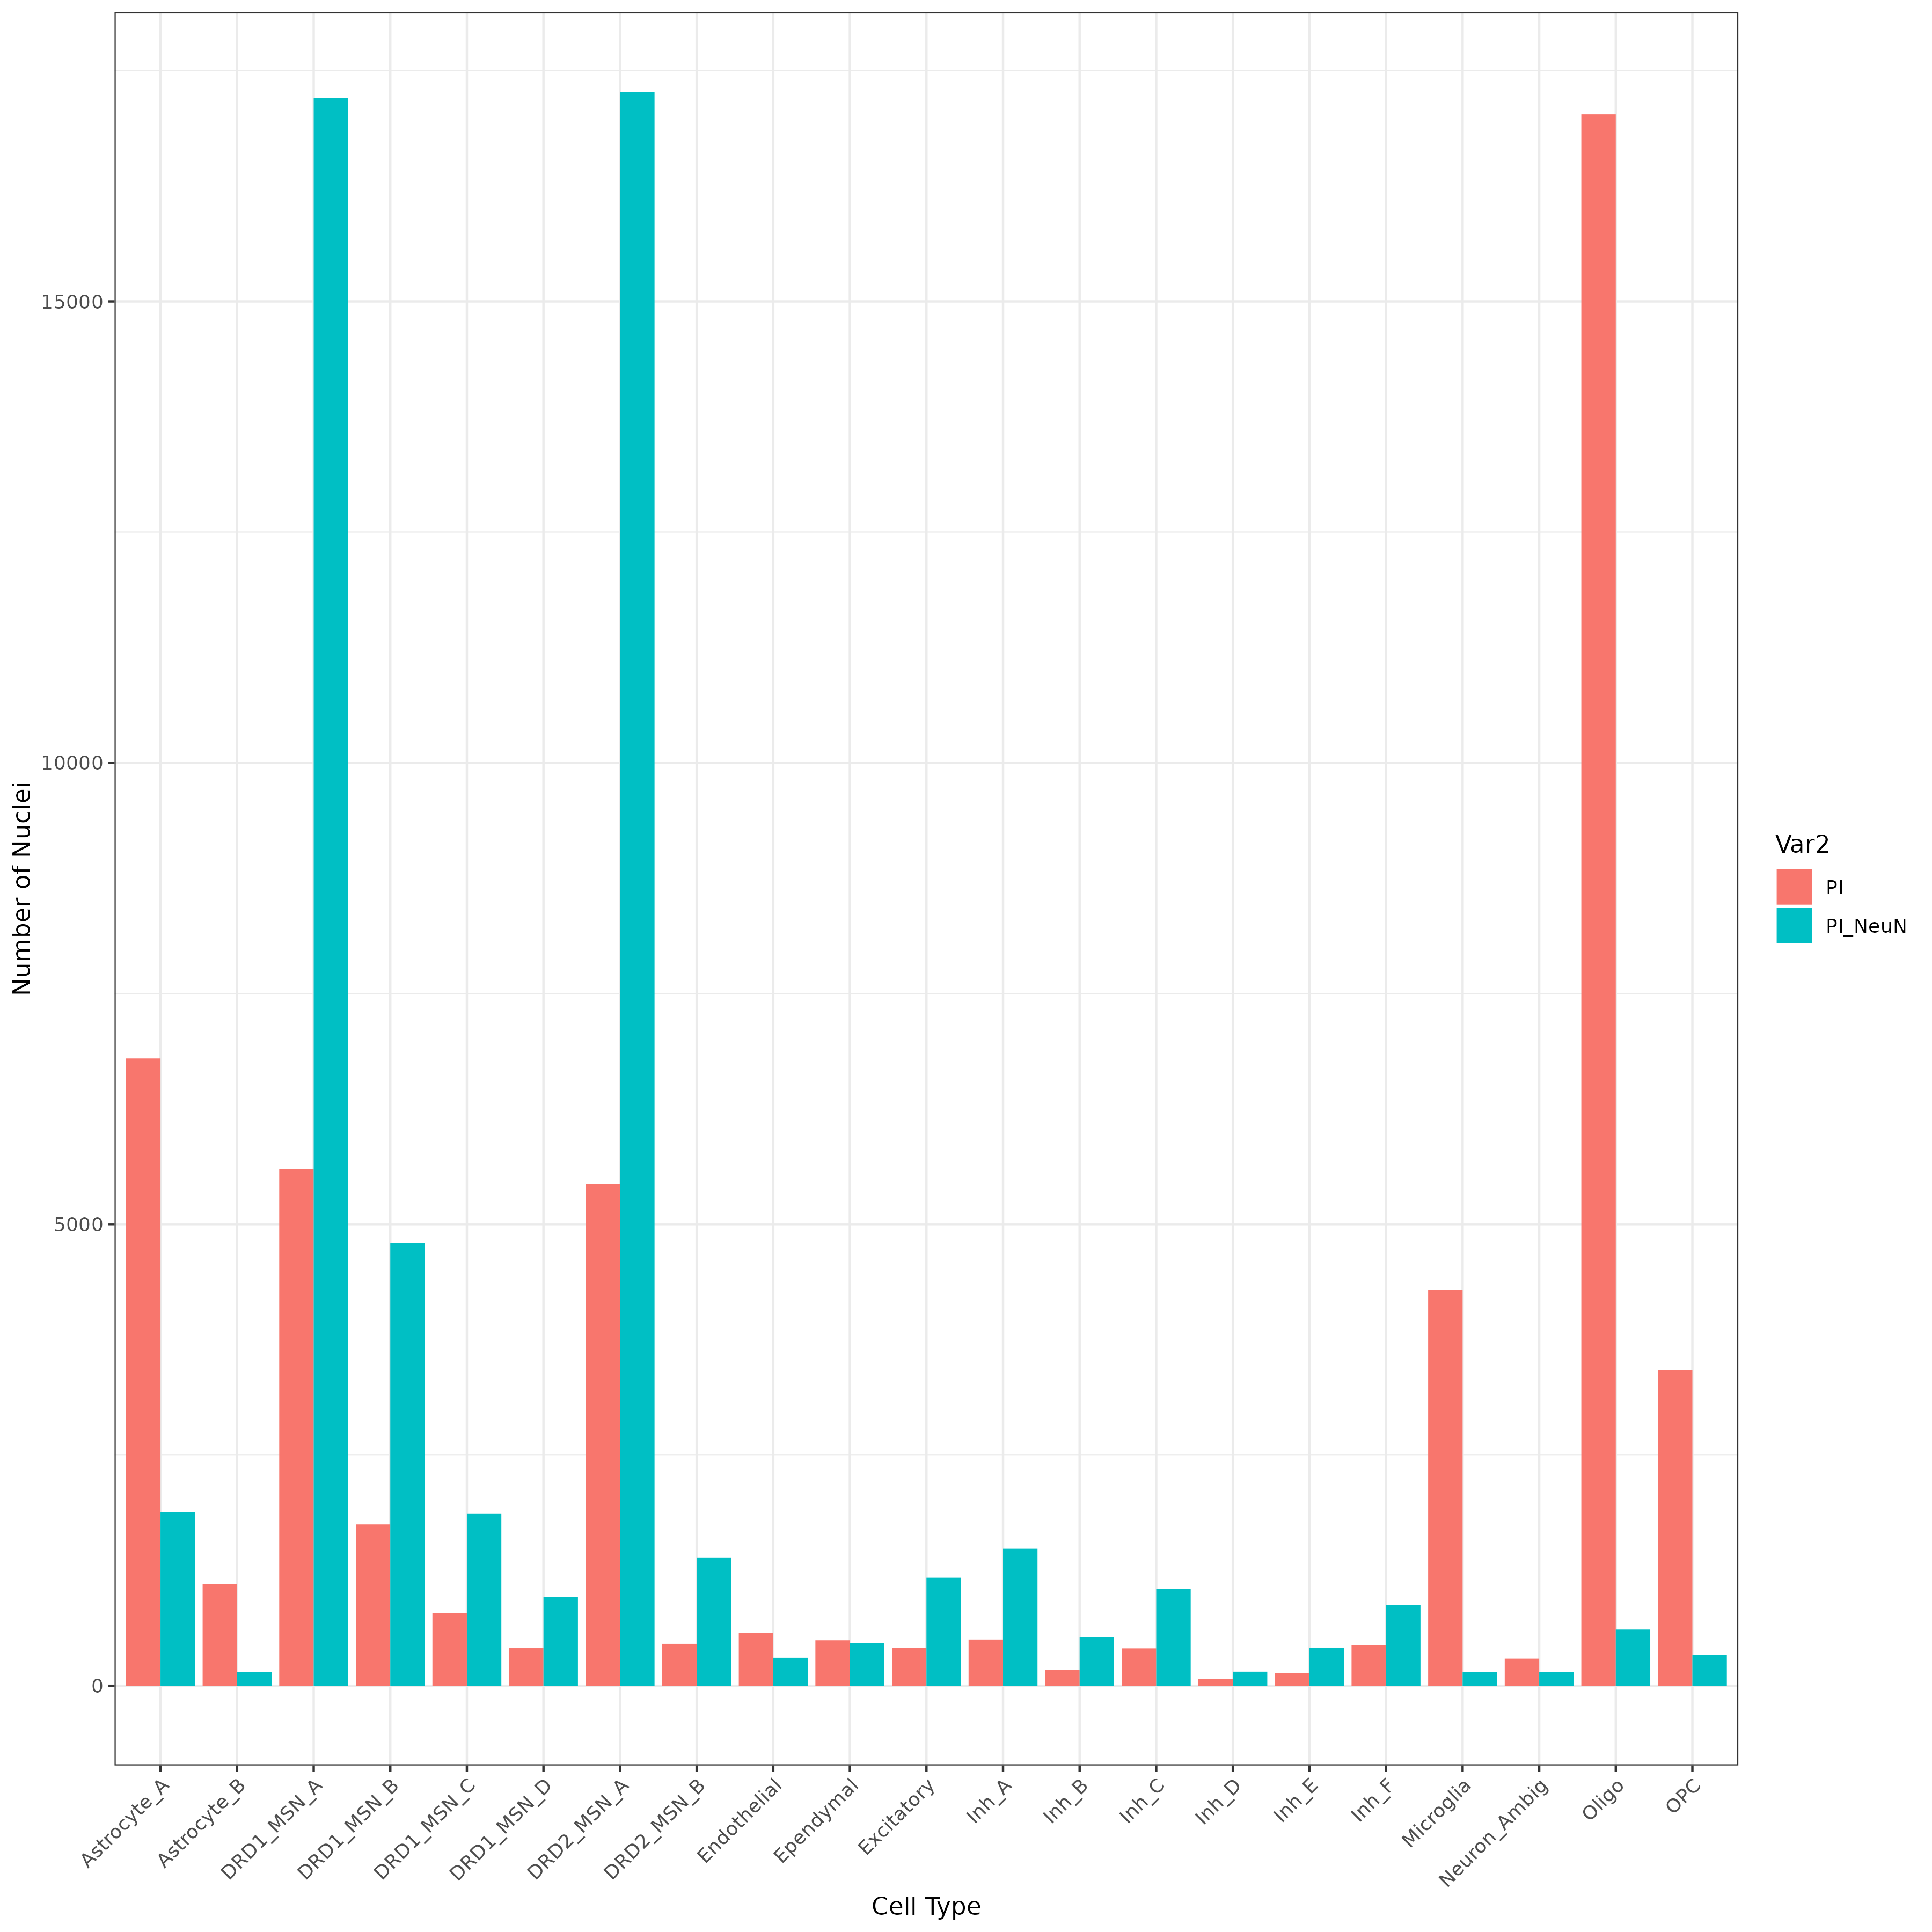 Number of Nuclei
15000
10000
5000
0
Astrocyte_A
Astrocyte_B
DRD1_MSN_A
DRD1_MSN_B
DRD1_MSN_C
DRD1_MSN_D
DRD2_MSN_A
DRD2_MSN_B
Endothelial
Ependymal
Excitatory
Inh_A
Inh_B
Inh_C
Inh_D
Inh_E
Inh_F
Microglia
Neuron_Ambig
Oligo
OPC
Cell Type
Var2
PI
PI_NeuN